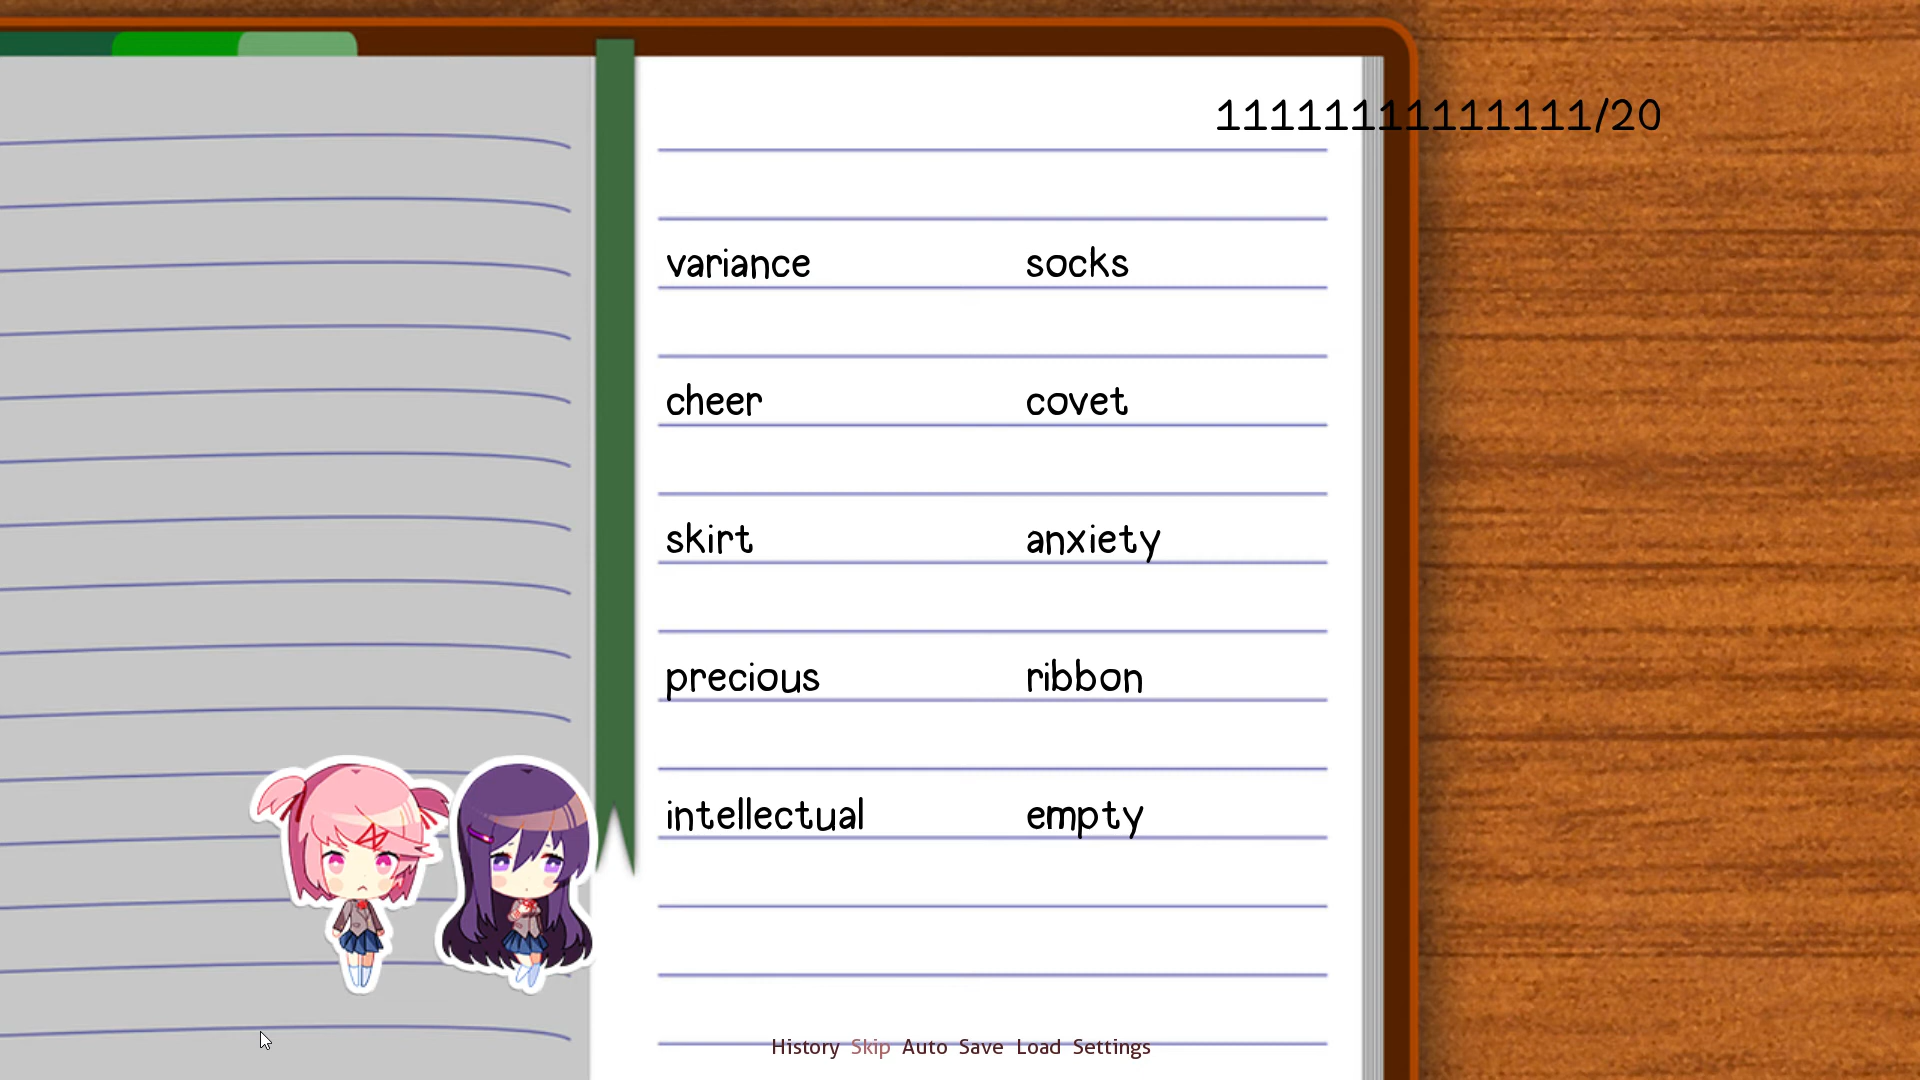 11111111111111/20
variance socks
cheer covet
skirt anxiety
precious ribbon
intellectual empty
History Skip Auto Save Load Settings